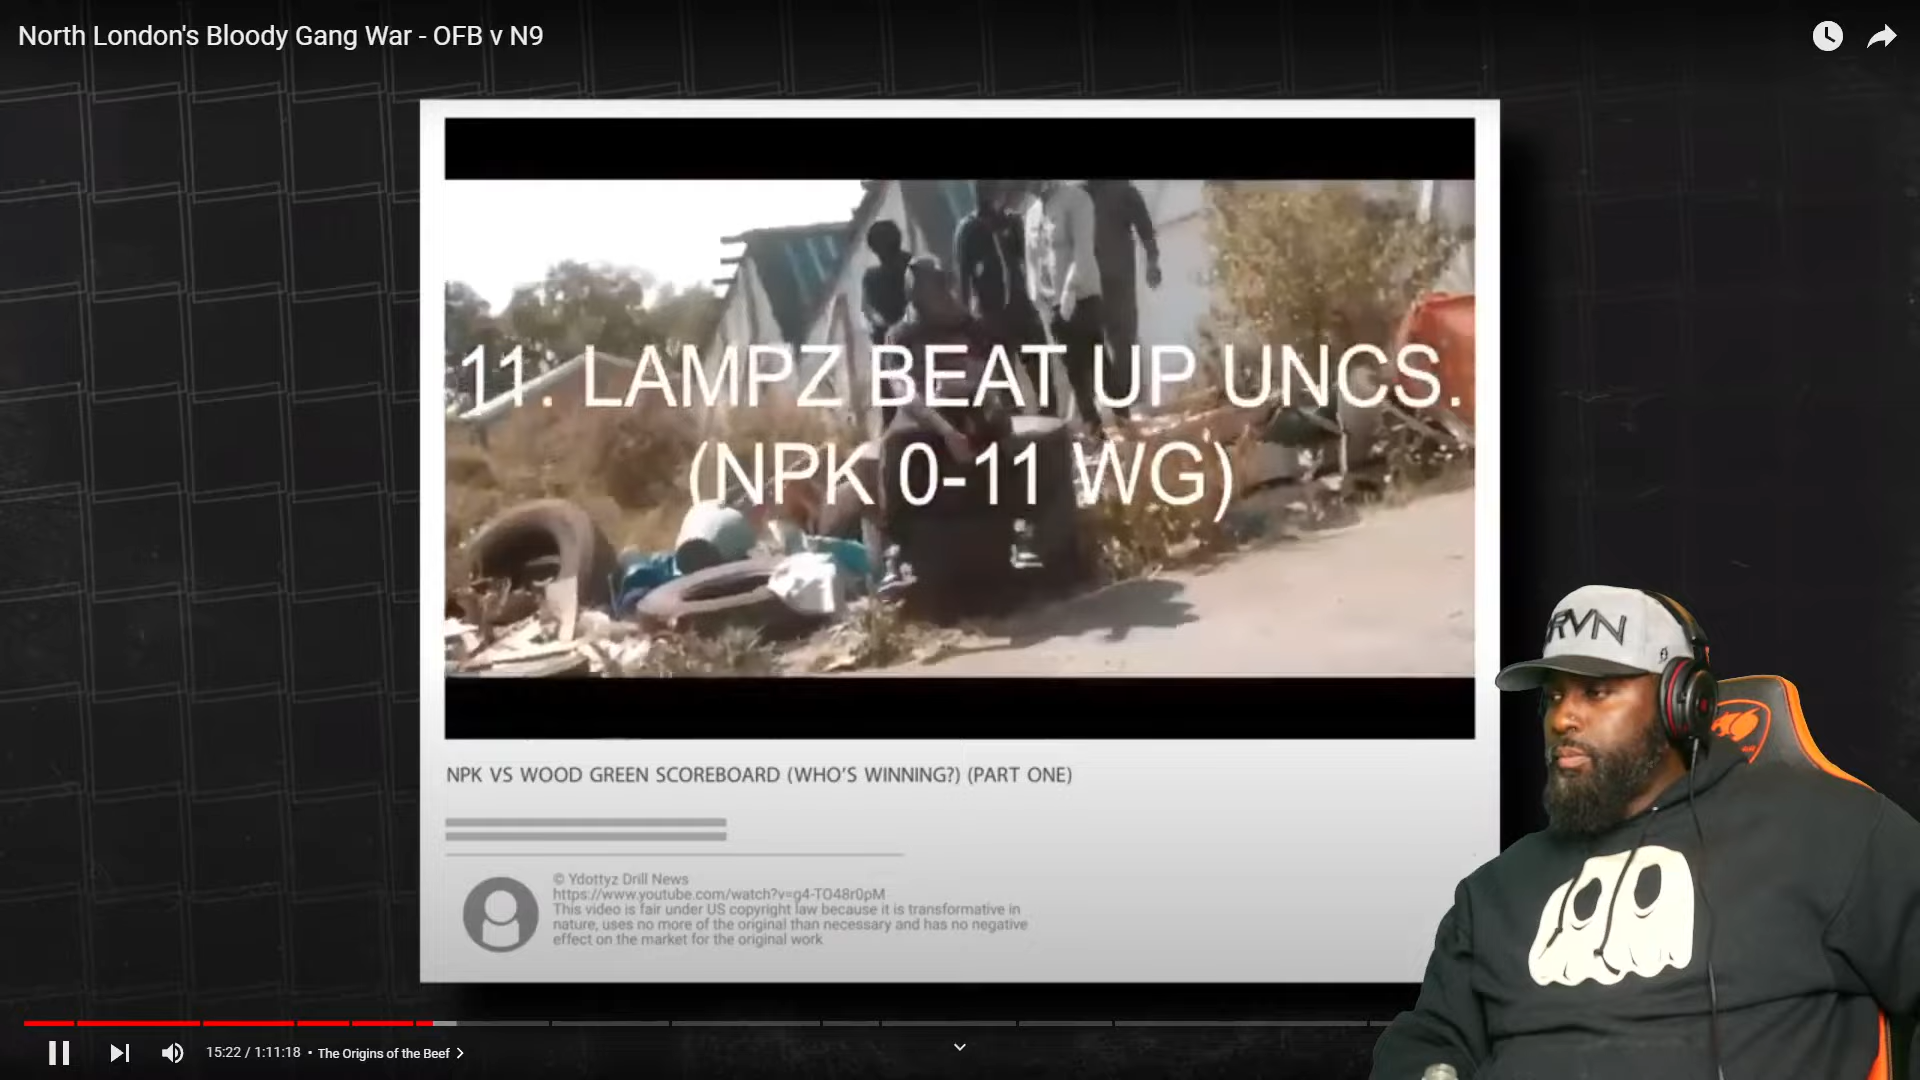 North London's Bloody Gang War - OFB v N9
11. LAMPZ BEAT UP UNCS.
(NPK 0-11 WG)
NPK VS WOOD GREEN SCOREBOARD (WHO'S WINNING?) (PART ONE)
© Ydottyz Drill News
https://www.youtube.com/watch?v=g4-TO48r0pM
This video is fair under US copyright law because it is transformative in
nature, uses no more of the original than necessary and has no negative
effect on the market for the original work
RVN
15:22 / 1:11:18 • The Origins of the Beef